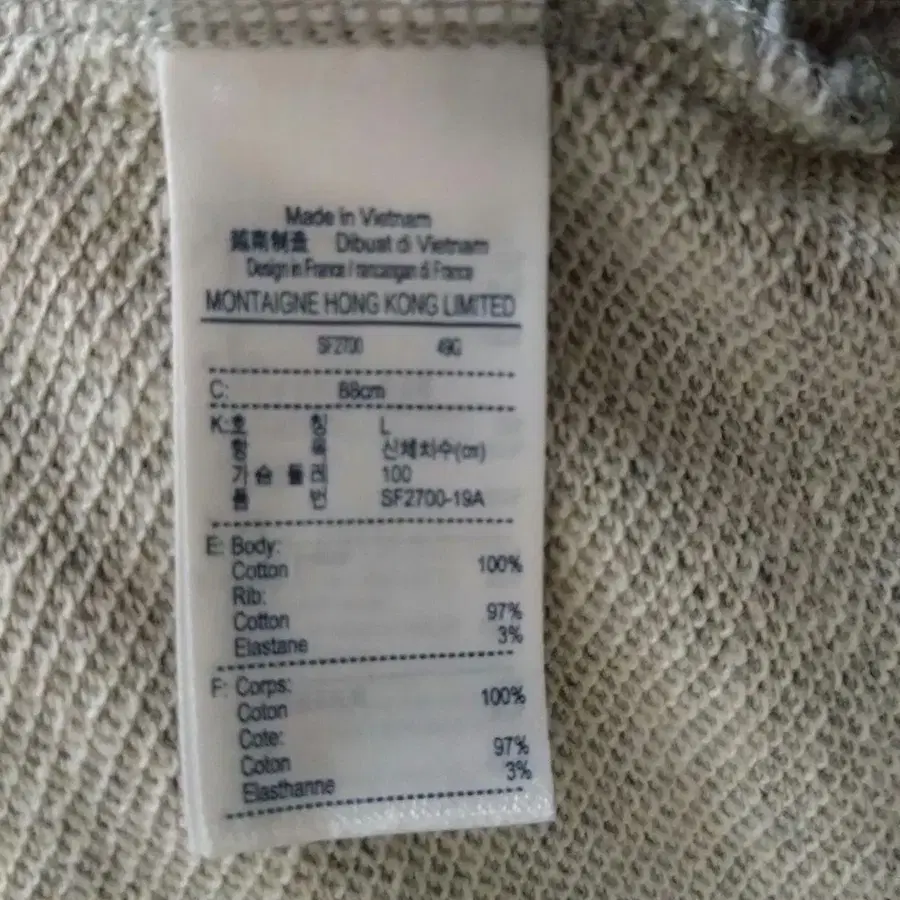 Made in Vietnam
越南制造 Dibuat di Vietnam
Design in France / rancangan di France
MONTAIGNE HONG KONG LIMITED
SF2700 49G
C: 88cm
K:호 칭 L
항 목 신체치수(cm)
가 슴 둘 레 100
품 번 SF2700-19A
E: Body:
Cotton 100%
Rib:
Cotton 97%
Elastane 3%
F: Corps:
Coton 100%
Cote:
Coton 97%
Elasthanne 3%